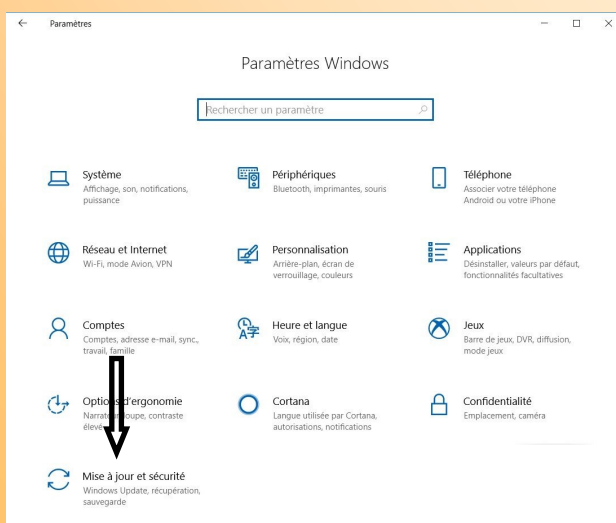 Paramètres
Paramètres Windows
Rechercher un paramètre
Système
Affichage, son, notifications,
puissance
Périphériques
Bluetooth, imprimantes, souris
Téléphone
Associer votre téléphone
Android ou votre iPhone
Réseau et Internet
Wi-Fi, mode Avion, VPN
Personnalisation
Arrière-plan, écran de
verrouillage, couleurs
Applications
Désinstaller, valeurs par défaut,
fonctionnalités facultatives
Comptes
Comptes, adresse e-mail, sync.,
travail, famille
Heure et langue
Voix, région, date
Jeux
Barre de jeux, DVR, diffusion,
mode jeux
Options d'ergonomie
Narrateur, loupe, contraste
élevé
Cortana
Langue utilisée par Cortana,
autorisations, notifications
Confidentialité
Emplacement, caméra
Mise à jour et sécurité
Windows Update, récupération,
sauvegarde